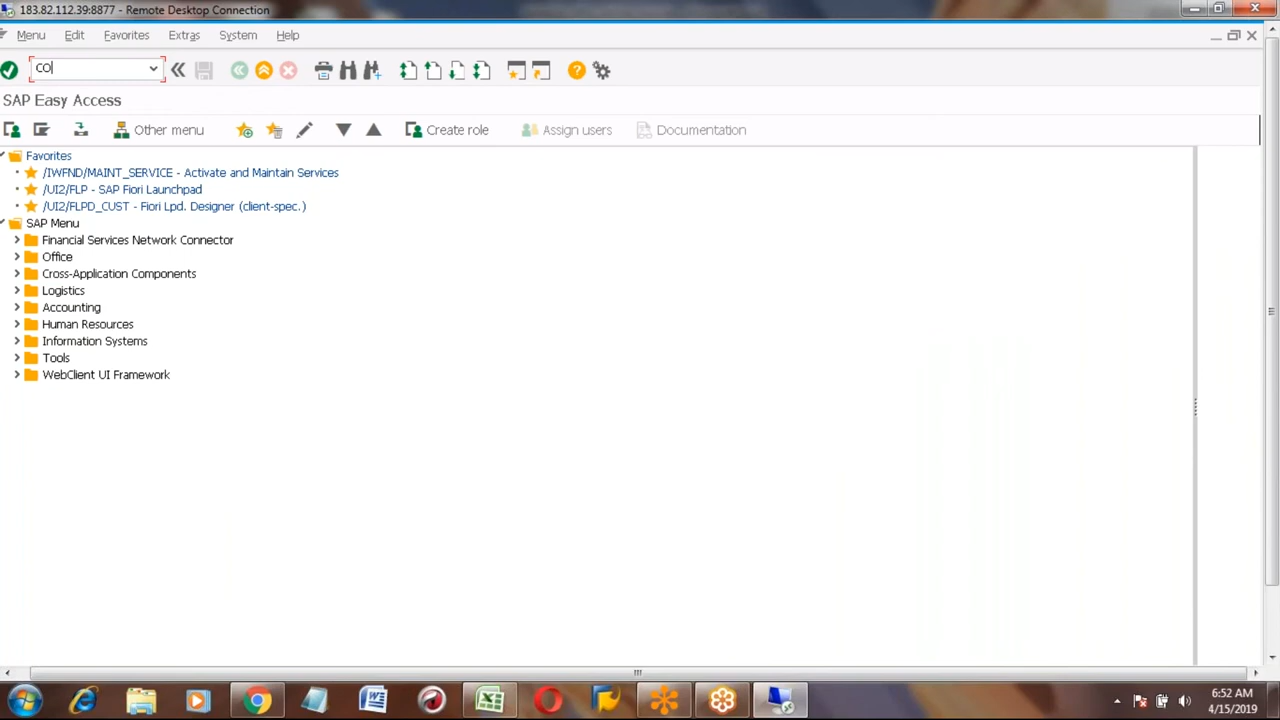 183.82.112.39:8877 - Remote Desktop Connection
Menu Edit Favorites Extras System Help
CO
SAP Easy Access
Other menu Create role Assign users Documentation
Favorites
/IWFND/MAINT_SERVICE - Activate and Maintain Services
/UI2/FLP - SAP Fiori Launchpad
/UI2/FLPD_CUST - Fiori Lpd. Designer (client-spec.)
SAP Menu
Financial Services Network Connector
Office
Cross-Application Components
Logistics
Accounting
Human Resources
Information Systems
Tools
WebClient UI Framework
6:52 AM
4/15/2019